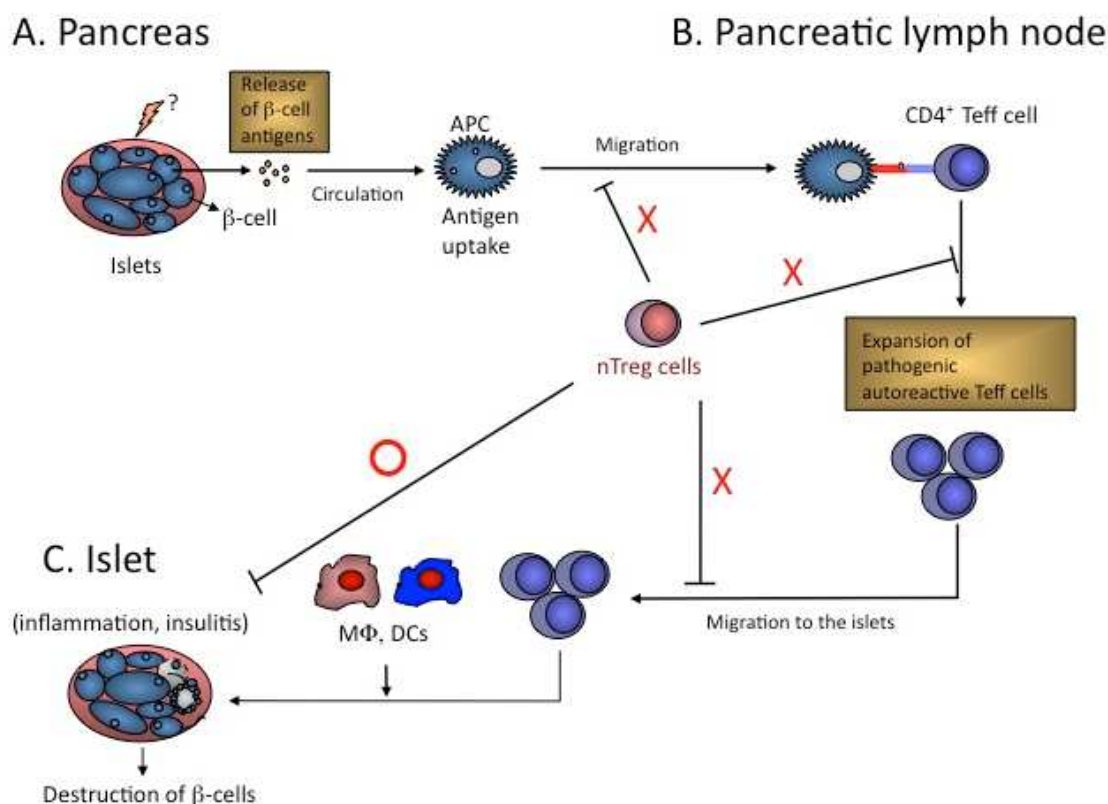 A. Pancreas
B. Pancreatic lymph node
?
Release
of β-cell
antigens
APC
Migration
CD4⁺ Teff cell
Circulation
β-cell
Antigen
uptake
Islets
X
X
nTreg cells
Expansion of
pathogenic
autoreactive Teff cells
X
C. Islet
(inflammation, insulitis)
MΦ, DCs
Migration to the islets
Destruction of β-cells